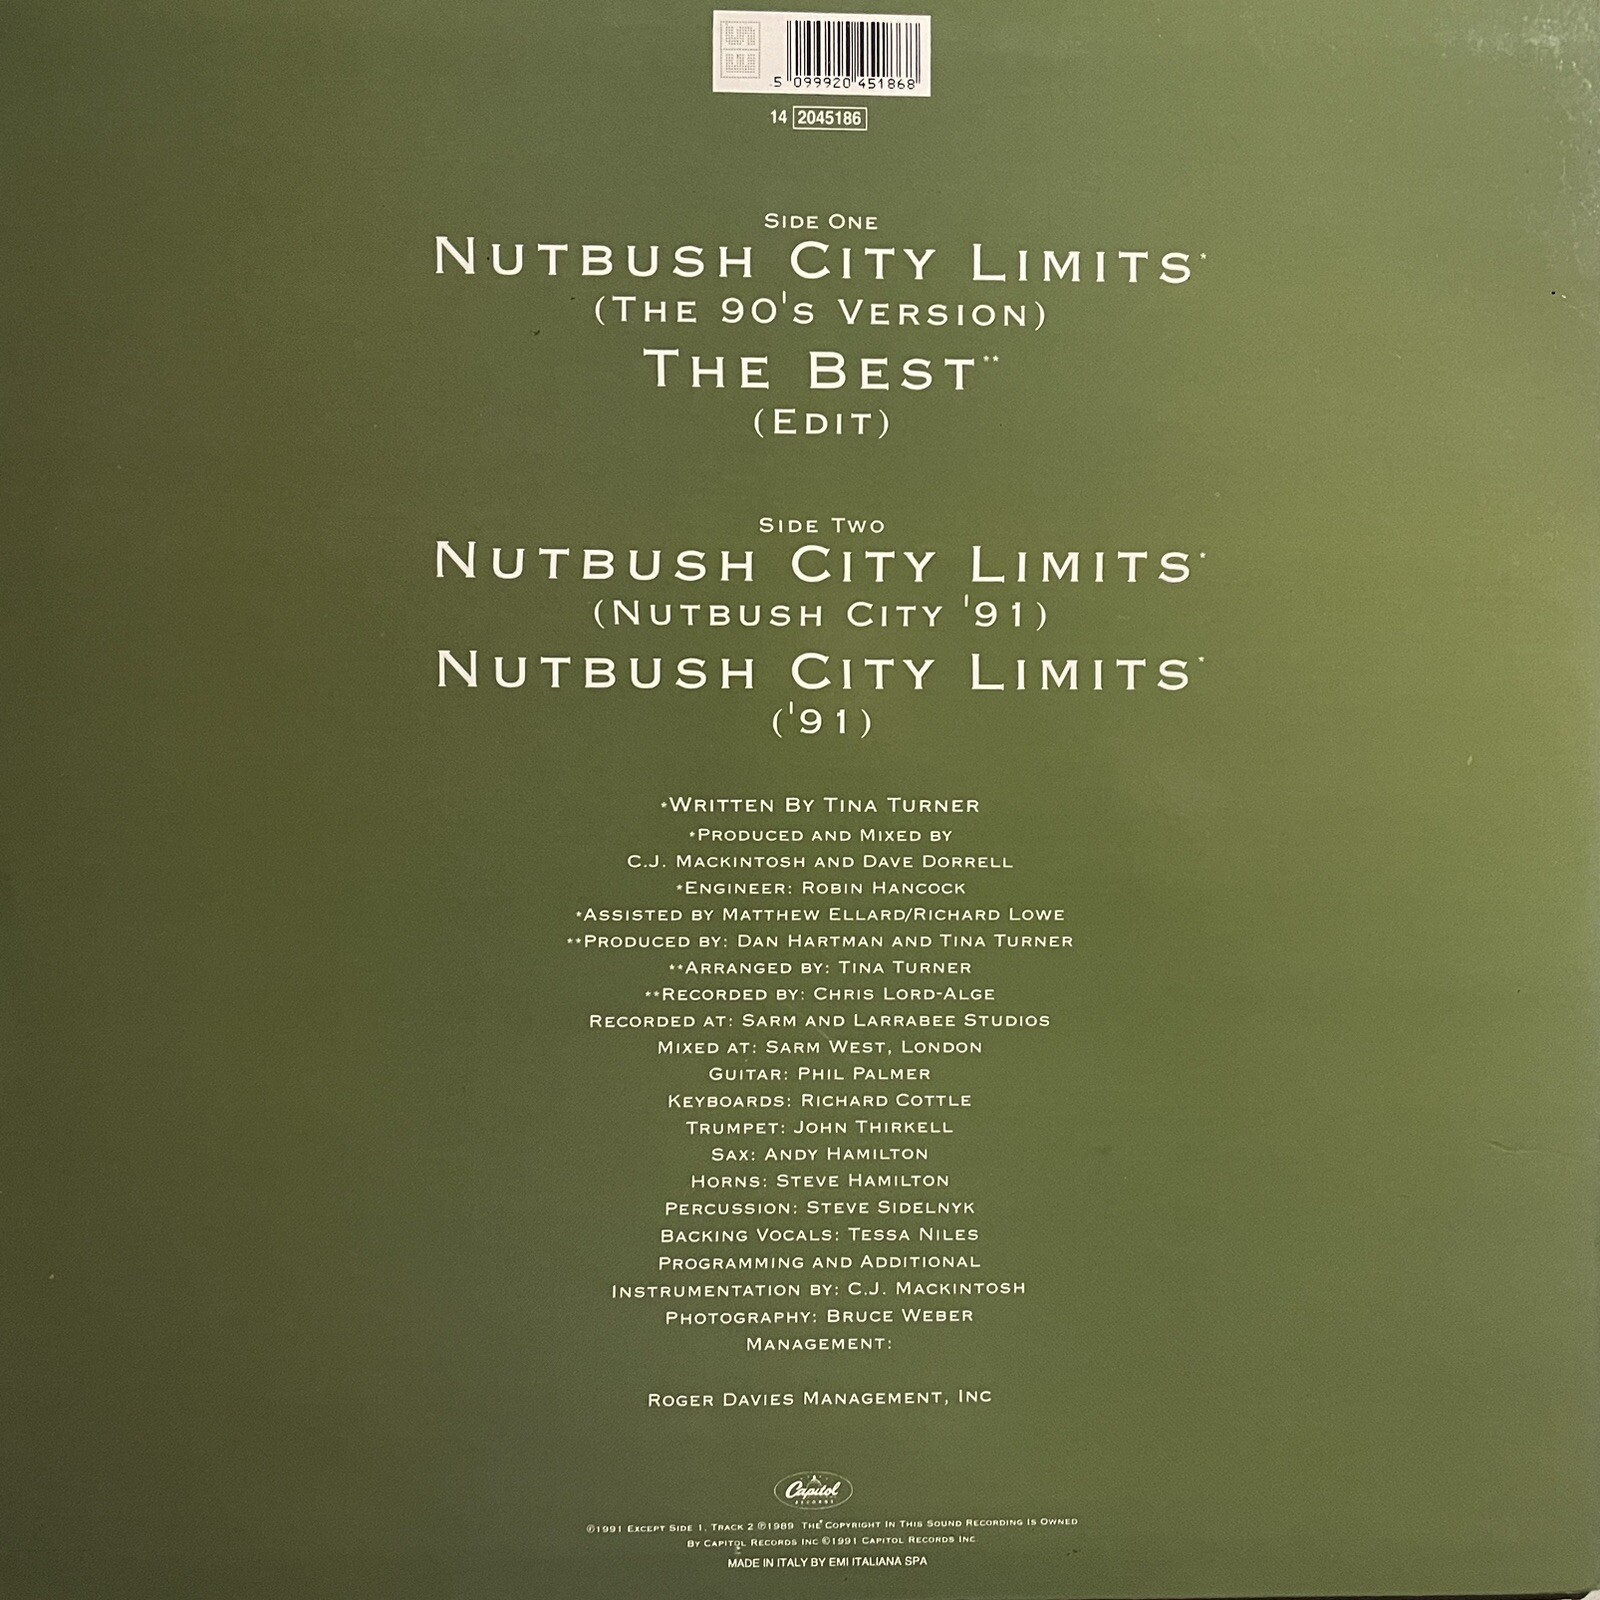 5 099920 451868
14 2045186
SIDE ONE
NUTBUSH CITY LIMITS*
(THE 90'S VERSION)
THE BEST**
(EDIT)
SIDE TWO
NUTBUSH CITY LIMITS*
(NUTBUSH CITY '91)
NUTBUSH CITY LIMITS*
('91)
*WRITTEN BY TINA TURNER
*PRODUCED AND MIXED BY
C.J. MACKINTOSH AND DAVE DORRELL
*ENGINEER: ROBIN HANCOCK
*ASSISTED BY MATTHEW ELLARD/RICHARD LOWE
**PRODUCED BY: DAN HARTMAN AND TINA TURNER
**ARRANGED BY: TINA TURNER
**RECORDED BY: CHRIS LORD-ALGE
RECORDED AT: SARM AND LARRABEE STUDIOS
MIXED AT: SARM WEST, LONDON
GUITAR: PHIL PALMER
KEYBOARDS: RICHARD COTTLE
TRUMPET: JOHN THIRKELL
SAX: ANDY HAMILTON
HORNS: STEVE HAMILTON
PERCUSSION: STEVE SIDELNYK
BACKING VOCALS: TESSA NILES
PROGRAMMING AND ADDITIONAL
INSTRUMENTATION BY: C.J. MACKINTOSH
PHOTOGRAPHY: BRUCE WEBER
MANAGEMENT:
ROGER DAVIES MANAGEMENT, INC
Capitol
RECORDS
℗1991 EXCEPT SIDE 1, TRACK 2 ℗1989 THE COPYRIGHT IN THIS SOUND RECORDING IS OWNED
BY CAPITOL RECORDS INC ©1991 CAPITOL RECORDS INC
MADE IN ITALY BY EMI ITALIANA SPA